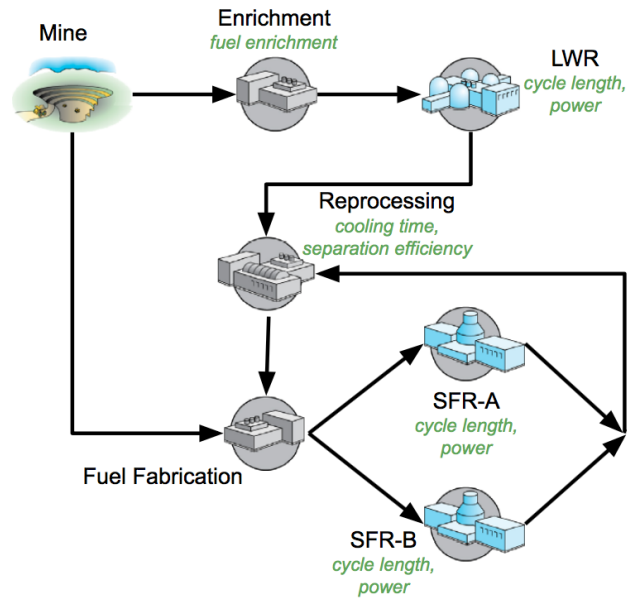 Mine
Enrichment
fuel enrichment
LWR
cycle length,
power
Reprocessing
cooling time,
separation efficiency
SFR-A
cycle length,
power
Fuel Fabrication
SFR-B
cycle length,
power